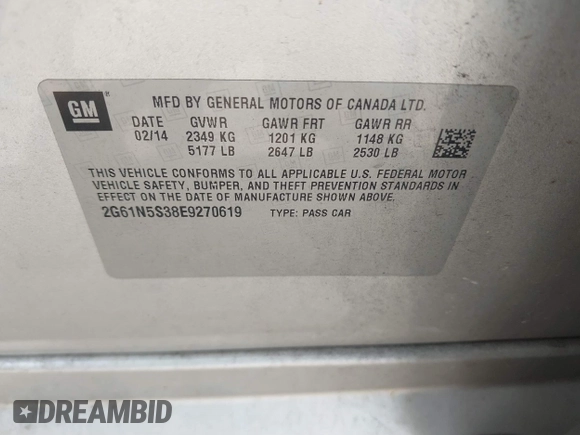 GM
MFD BY GENERAL MOTORS OF CANADA LTD.
DATE GVWR GAWR FRT GAWR RR
02/14 2349 KG 1201 KG 1148 KG
5177 LB 2647 LB 2530 LB
THIS VEHICLE CONFORMS TO ALL APPLICABLE U.S. FEDERAL MOTOR
VEHICLE SAFETY, BUMPER, AND THEFT PREVENTION STANDARDS IN
EFFECT ON THE DATE OF MANUFACTURE SHOWN ABOVE.
2G61N5S38E9270619 TYPE: PASS CAR
DREAMBID